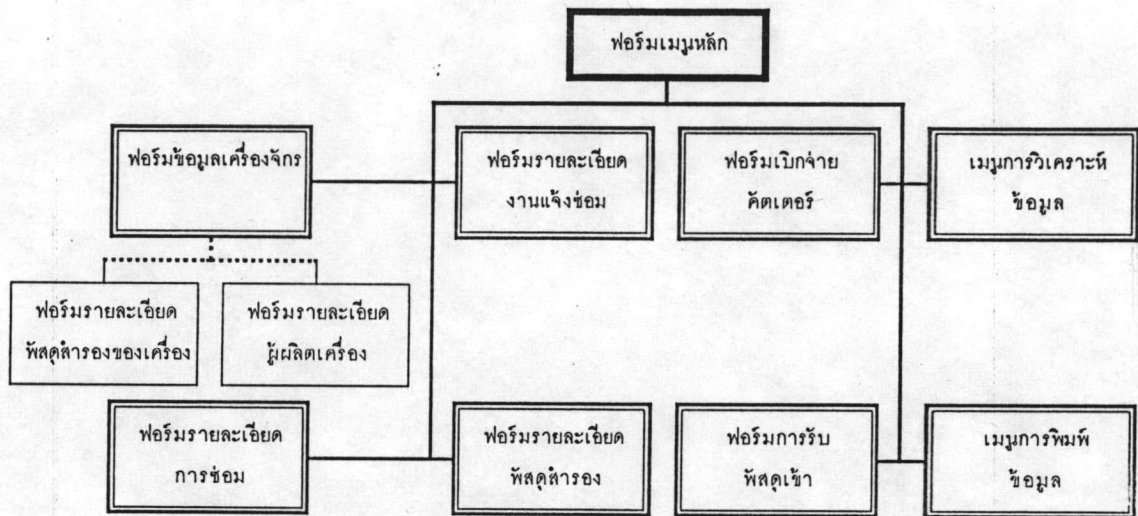 ฟอร์มเมนูหลัก
ฟอร์มข้อมูลเครื่องจักร
ฟอร์มรายละเอียด
งานแจ้งซ่อม
ฟอร์มเบิกจ่าย
คัตเตอร์
เมนูการวิเคราะห์
ข้อมูล
ฟอร์มรายละเอียด
พัสดุสำรองของเครื่อง
ฟอร์มรายละเอียด
ผู้ผลิตเครื่อง
ฟอร์มรายละเอียด
การซ่อม
ฟอร์มรายละเอียด
พัสดุสำรอง
ฟอร์มการรับ
พัสดุเข้า
เมนูการพิมพ์
ข้อมูล